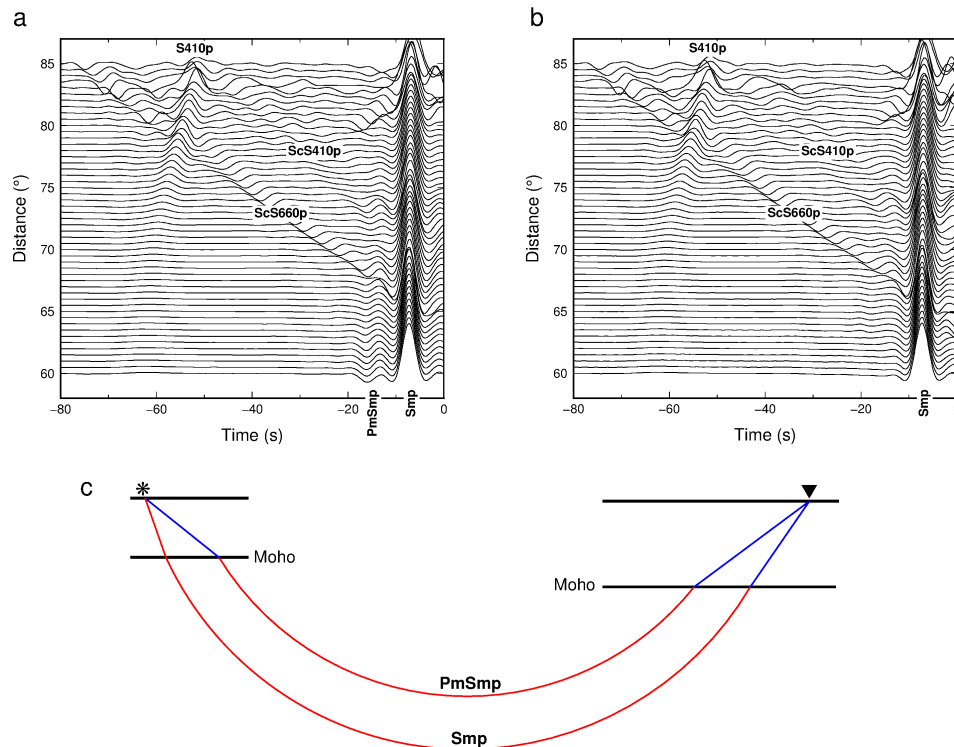 a
S410p
ScS410p
ScS660p
85
80
75
70
65
60
Distance (°)
−80
−60
−40
−20
0
Time (s)
PmSmp
Smp
b
S410p
ScS410p
ScS660p
85
80
75
70
65
60
Distance (°)
−80
−60
−40
−20
Time (s)
Smp
c
Moho
Moho
PmSmp
Smp